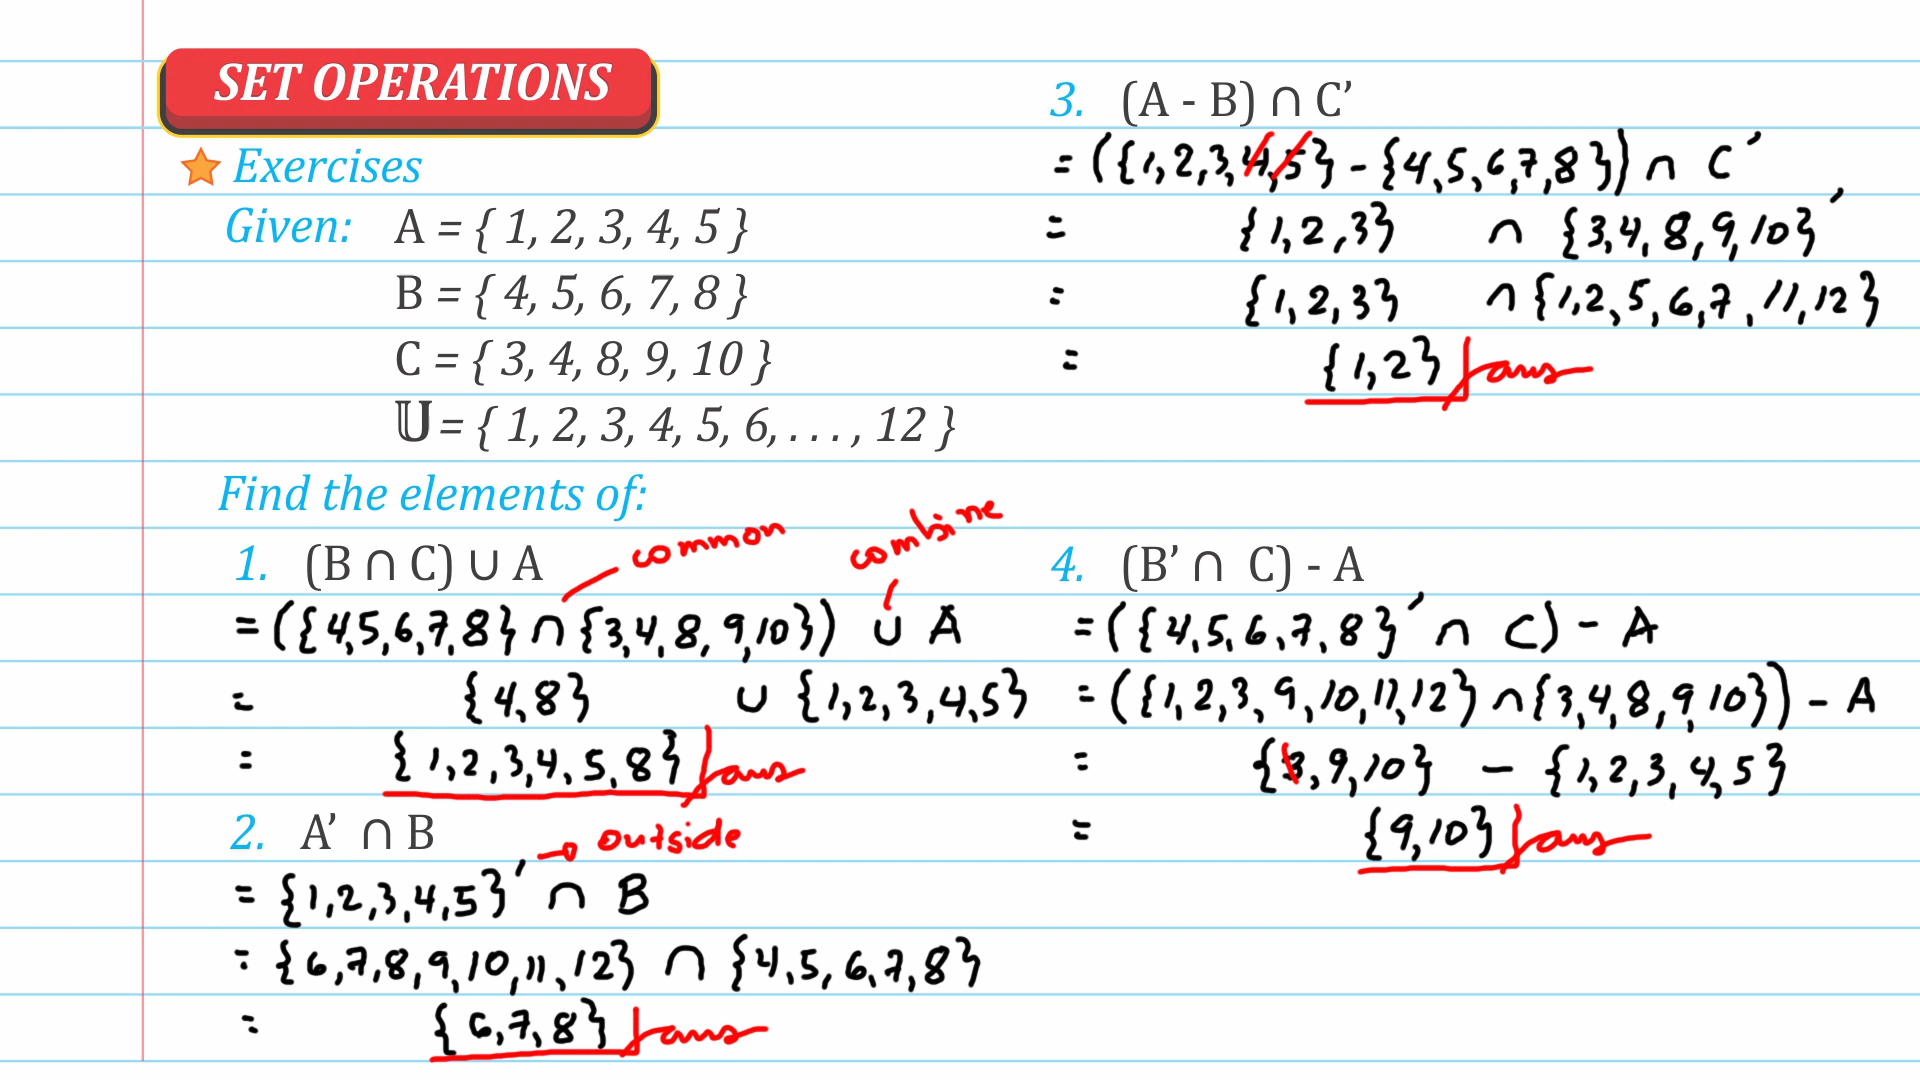 SET OPERATIONS
Exercises
Given: A = { 1, 2, 3, 4, 5 }
B = { 4, 5, 6, 7, 8 }
C = { 3, 4, 8, 9, 10 }
𝕌 = { 1, 2, 3, 4, 5, 6, . . . , 12 }
Find the elements of:
common
combine
1. (B ∩ C) ∪ A
= ({4,5,6,7,8} ∩ {3,4,8,9,10}) ∪ A
= {4,8} ∪ {1,2,3,4,5}
= {1,2,3,4,5,8} ans
2. A’ ∩ B
outside
= {1,2,3,4,5}’ ∩ B
= {6,7,8,9,10,11,12} ∩ {4,5,6,7,8}
= {6,7,8} ans
3. (A - B) ∩ C’
= ({1,2,3,4,5} - {4,5,6,7,8}) ∩ C’
= {1,2,3} ∩ {3,4,8,9,10}’
= {1,2,3} ∩ {1,2,5,6,7,11,12}
= {1,2} ans
4. (B’ ∩ C) - A
= ({4,5,6,7,8}’ ∩ C) - A
= ({1,2,3,9,10,11,12} ∩ {3,4,8,9,10}) - A
= {3,9,10} - {1,2,3,4,5}
= {9,10} ans